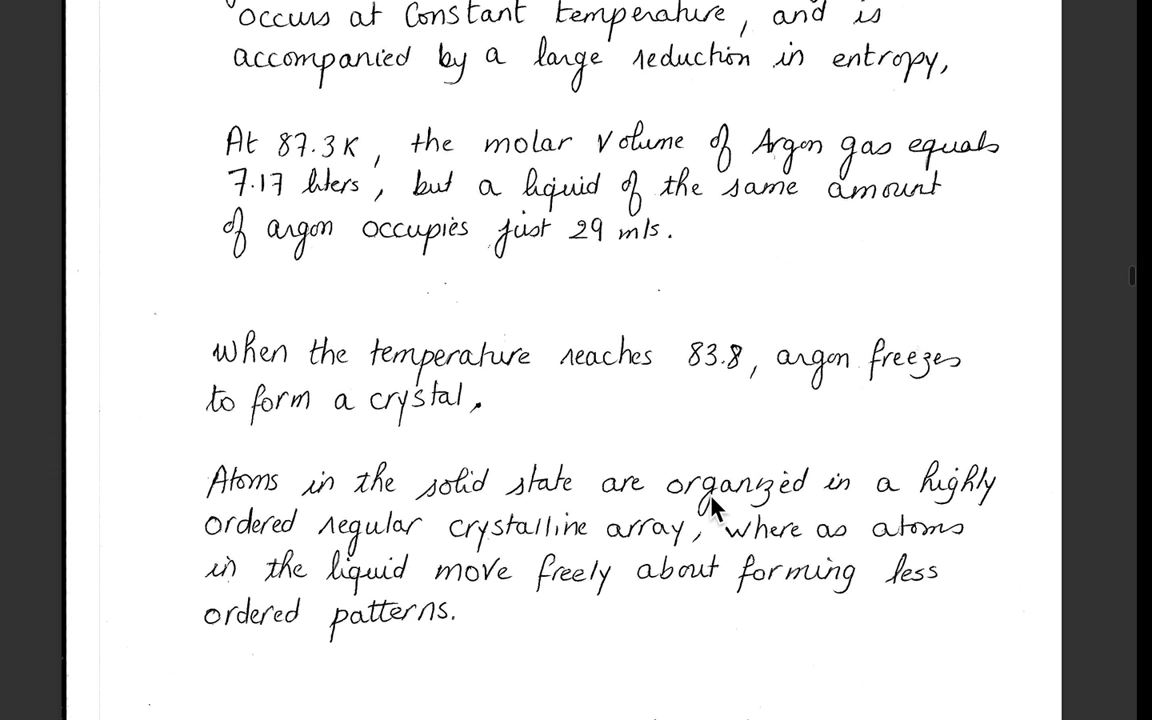 occurs at Constant temperature, and is
accompanied by a large reduction in entropy,
At 87.3K, the molar Volume of Argon gas equals
7.17 liters, but a liquid of the same amount
of argon occupies just 29 mls.
When the temperature reaches 83.8, argon freezes
to form a crystal.
Atoms in the solid state are organized in a highly
ordered regular crystalline array, where as atoms
in the liquid move freely about forming less
ordered patterns.